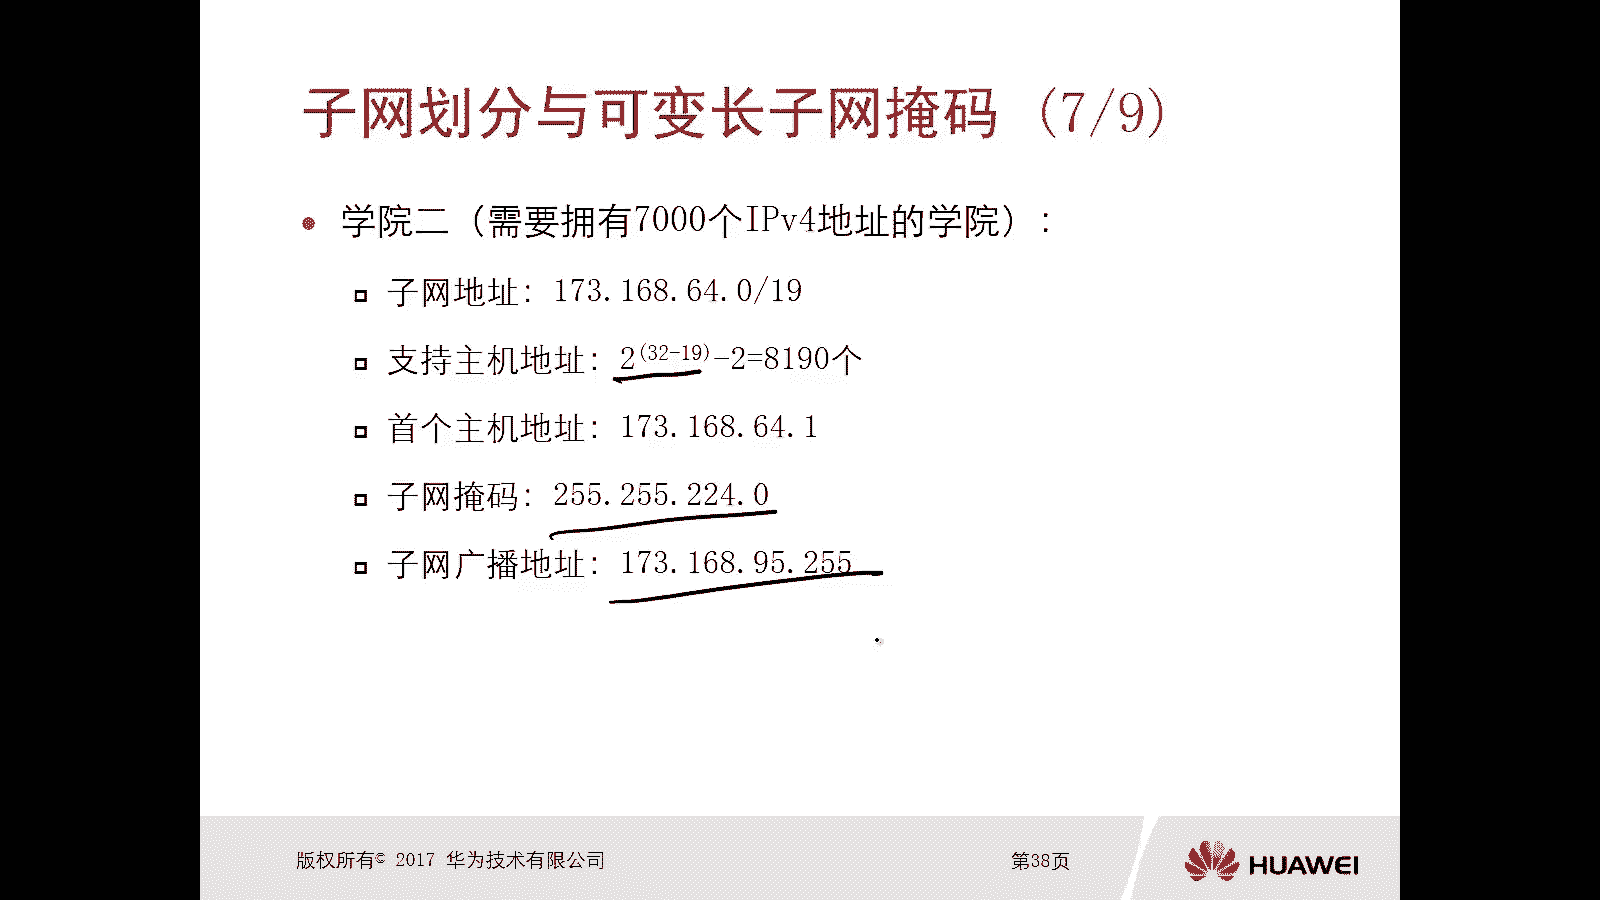 子网划分与可变长子网掩码 (7/9)
学院二（需要拥有7000个IPv4地址的学院）：
子网地址：173.168.64.0/19
支持主机地址：2(32-19)-2=8190个
首个主机地址：173.168.64.1
子网掩码：255.255.224.0
子网广播地址：173.168.95.255
版权所有© 2017 华为技术有限公司
第38页
HUAWEI